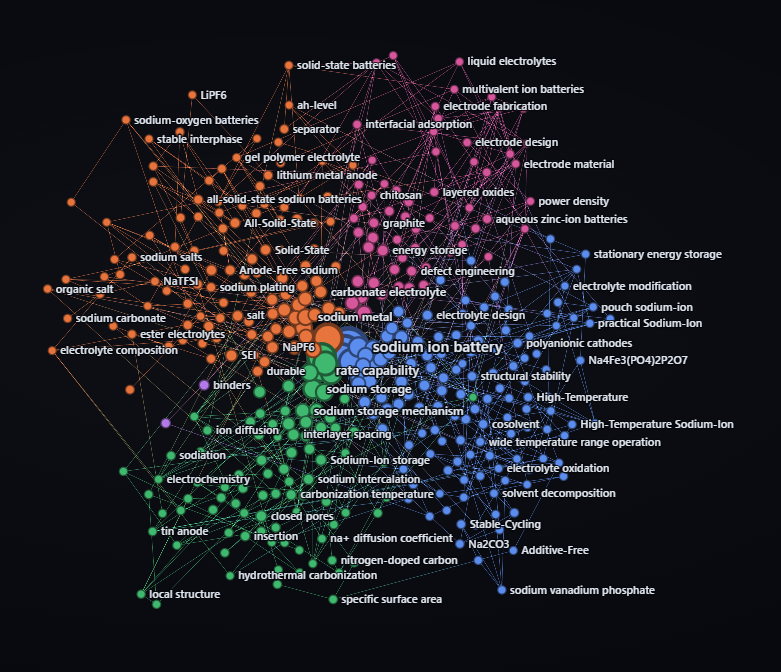 liquid electrolytes
solid-state batteries
multivalent ion batteries
LiPF6
ah-level
electrode fabrication
sodium-oxygen batteries
interfacial adsorption
separator
stable interphase
electrode design
gel polymer electrolyte
electrode material
lithium metal anode
layered oxides
chitosan
all-solid-state sodium batteries
power density
aqueous zinc-ion batteries
All-Solid-State
graphite
Solid-State
energy storage
stationary energy storage
sodium salts
Anode-Free sodium
defect engineering
NaTFSI
organic salt
sodium plating
electrolyte modification
carbonate electrolyte
pouch sodium-ion
sodium carbonate
salt
sodium metal
electrolyte design
practical Sodium-Ion
ester electrolytes
polyanionic cathodes
electrolyte composition
SEI
NaPF6
sodium ion battery
Na4Fe3(PO4)2P2O7
durable
rate capability
structural stability
binders
sodium storage
High-Temperature
sodium storage mechanism
cosolvent
High-Temperature Sodium-Ion
ion diffusion
interlayer spacing
wide temperature range operation
sodiation
Sodium-Ion storage
electrolyte oxidation
electrochemistry
sodium intercalation
carbonization temperature
solvent decomposition
closed pores
Stable-Cycling
tin anode
insertion
na+ diffusion coefficient
Na2CO3
Additive-Free
nitrogen-doped carbon
hydrothermal carbonization
sodium vanadium phosphate
local structure
specific surface area